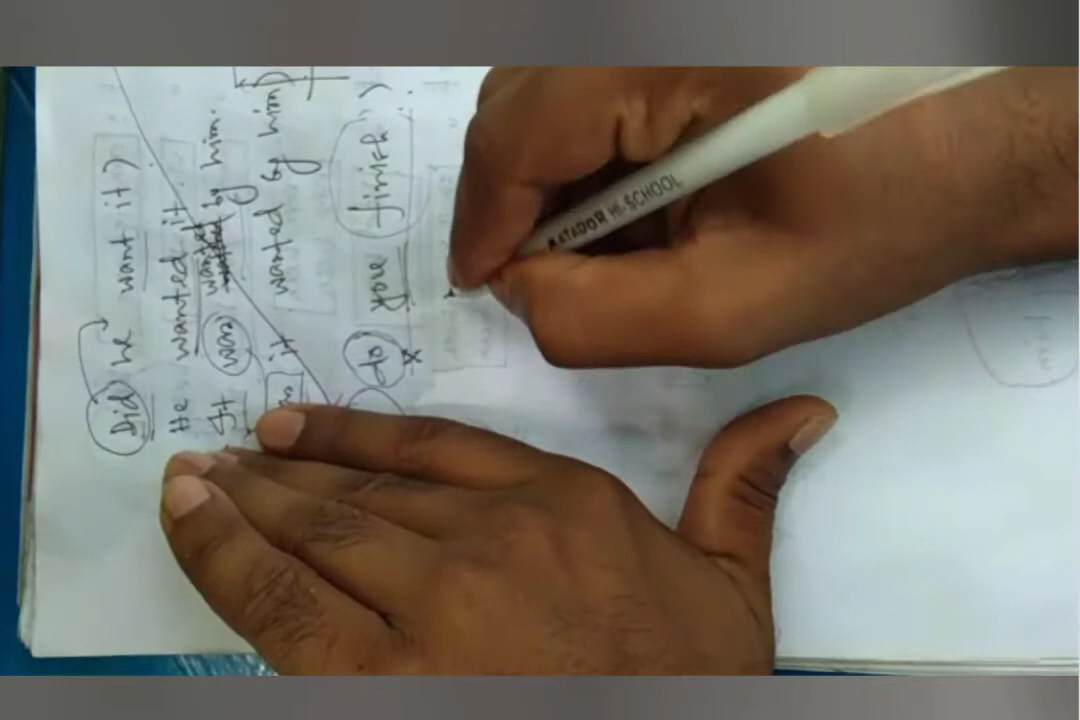 Did he want it?
He wanted it.
It was wanted by him.
it wanted by him?
do you finish?
MATADOR HI-SCHOOL